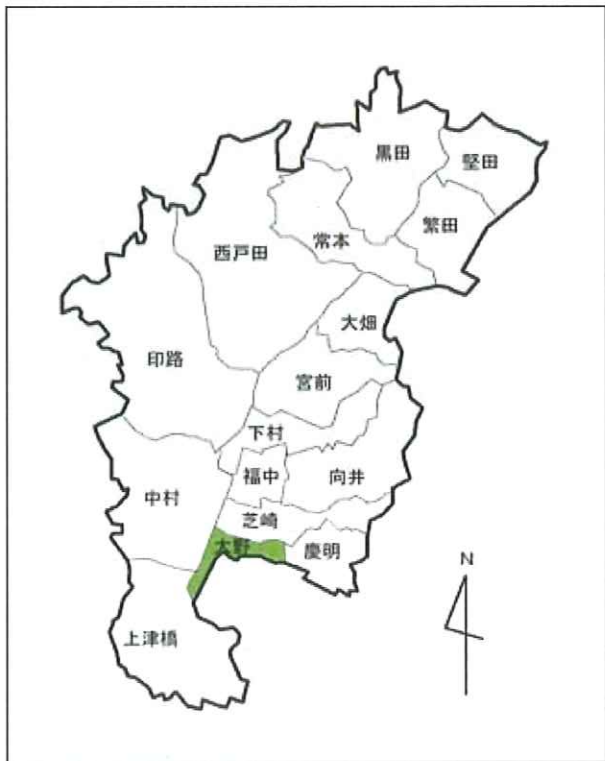 黒田
堅田
繁田
常本
西戸田
大畑
印路
宮前
下村
福中
向井
中村
芝崎
大野
慶明
上津橋
N